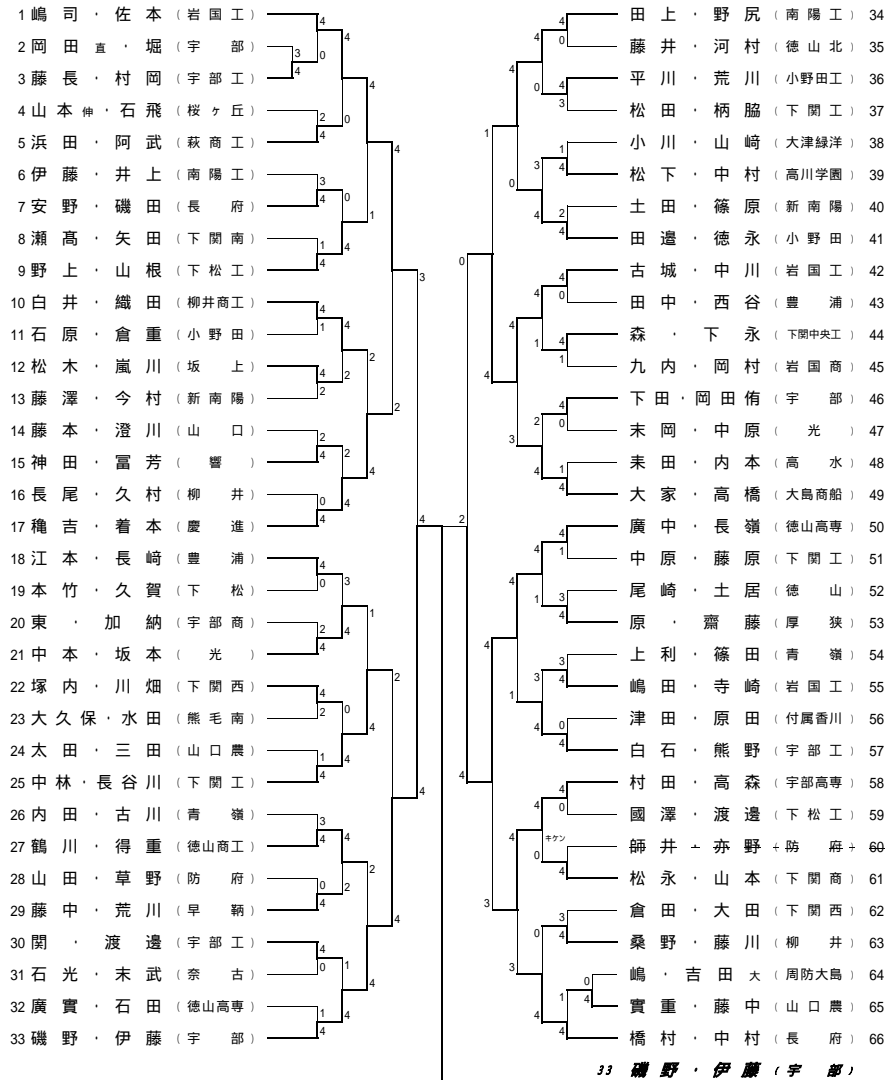 1 嶋司・佐本（岩国工）
2 岡田直・堀（宇部）
3 藤長・村岡（宇部工）
4 山本伸・石飛（桜ヶ丘）
5 浜田・阿武（萩商工）
6 伊藤・井上（南陽工）
7 安野・磯田（長府）
8 瀬髙・矢田（下関南）
9 野上・山根（下松工）
10 白井・織田（柳井商工）
11 石原・倉重（小野田）
12 松木・嵐川（坂上）
13 藤澤・今村（新南陽）
14 藤本・澄川（山口）
15 神田・冨芳（響）
16 長尾・久村（柳井）
17 穐吉・着本（慶進）
18 江本・長﨑（豊浦）
19 本竹・久賀（下松）
20 東・加納（宇部商）
21 中本・坂本（光）
22 塚内・川畑（下関西）
23 大久保・水田（熊毛南）
24 太田・三田（山口農）
25 中林・長谷川（下関工）
26 内田・古川（青嶺）
27 鶴川・得重（徳山商工）
28 山田・草野（防府）
29 藤中・荒川（早鞆）
30 関・渡邊（宇部工）
31 石光・末武（奈古）
32 廣實・石田（徳山高専）
33 磯野・伊藤（宇部）
田上・野尻（南陽工）34
藤井・河村（徳山北）35
平川・荒川（小野田工）36
松田・柄脇（下関工）37
小川・山﨑（大津緑洋）38
松下・中村（高川学園）39
土田・篠原（新南陽）40
田邉・徳永（小野田）41
古城・中川（岩国工）42
田中・西谷（豊浦）43
森・下永（下関中央工）44
九内・岡村（岩国商）45
下田・岡田侑（宇部）46
末岡・中原（光）47
耒田・内本（高水）48
大家・高橋（大島商船）49
廣中・長嶺（徳山高専）50
中原・藤原（下関工）51
尾崎・土居（徳山）52
原・齋藤（厚狭）53
上利・篠田（青嶺）54
嶋田・寺崎（岩国工）55
津田・原田（付属香川）56
白石・熊野（宇部工）57
村田・高森（宇部高専）58
國澤・渡邊（下松工）59
キケン
師井・亦野（防府）60
松永・山本（下関商）61
倉田・大田（下関西）62
桑野・藤川（柳井）63
嶋・吉田大（周防大島）64
實重・藤中（山口農）65
橋村・中村（長府）66
33 磯野・伊藤（宇部）